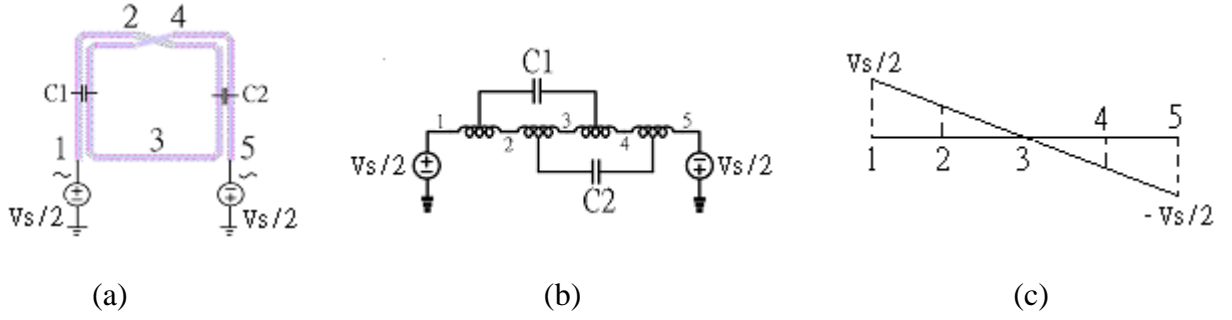 2 4
C1 C2
1 3 5
~ ~
Vs/2 Vs/2
(a)
C1
1 2 3 4 5
Vs/2 Vs/2
C2
(b)
Vs/2
4 5
1 2 3
- Vs/2
(c)